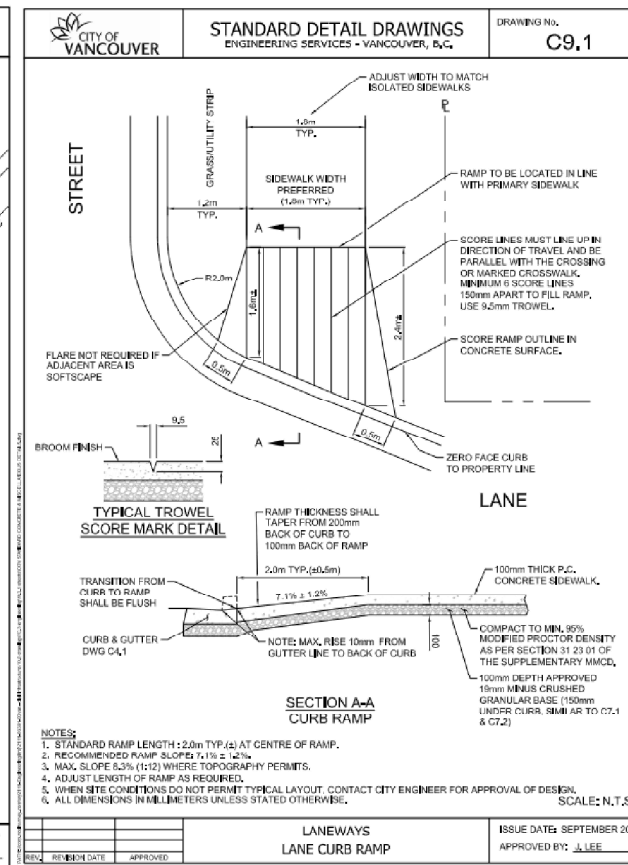 CITY OF
VANCOUVER
STANDARD DETAIL DRAWINGS
ENGINEERING SERVICES - VANCOUVER, B.C.
DRAWING No.
C9.1
ADJUST WIDTH TO MATCH
ISOLATED SIDEWALKS
STREET
GRASS/UTILITY STRIP
1.8m
TYP.
SIDEWALK WIDTH
PREFERRED
(1.8m TYP.)
1.2m
TYP.
RAMP TO BE LOCATED IN LINE
WITH PRIMARY SIDEWALK
A
SCORE LINES MUST LINE UP IN
DIRECTION OF TRAVEL AND BE
PARALLEL WITH THE CROSSING
OR MARKED CROSSWALK.
MINIMUM 6 SCORE LINES
150mm APART TO FILL RAMP.
USE 9.5mm TROWEL.
R2.0m
1.6m±
2.4m±
SCORE RAMP OUTLINE IN
CONCRETE SURFACE.
FLARE NOT REQUIRED IF
ADJACENT AREA IS
SOFTSCAPE
0.5m
0.5m
A
ZERO FACE CURB
TO PROPERTY LINE
9.5
BROOM FINISH
25
TYPICAL TROWEL
SCORE MARK DETAIL
LANE
RAMP THICKNESS SHALL
TAPER FROM 200mm
BACK OF CURB TO
100mm BACK OF RAMP
2.0m TYP.(±0.5m)
7.1% ± 1.2%
TRANSITION FROM
CURB TO RAMP
SHALL BE FLUSH
100mm THICK P.C.
CONCRETE SIDEWALK.
CURB & GUTTER
DWG C4.1
NOTE: MAX. RISE 10mm FROM
GUTTER LINE TO BACK OF CURB
100
COMPACT TO MIN. 95%
MODIFIED PROCTOR DENSITY
AS PER SECTION 31 23 01 OF
THE SUPPLEMENTARY MMCD.
100mm DEPTH APPROVED
19mm MINUS CRUSHED
GRANULAR BASE (150mm
UNDER CURB, SIMILAR TO C7.1
& C7.2)
SECTION A-A
CURB RAMP
NOTES:
1. STANDARD RAMP LENGTH : 2.0m TYP.(±) AT CENTRE OF RAMP.
2. RECOMMENDED RAMP SLOPE: 7.1% ± 1.2%
3. MAX. SLOPE 8.3% (1:12) WHERE TOPOGRAPHY PERMITS.
4. ADJUST LENGTH OF RAMP AS REQUIRED.
5. WHEN SITE CONDITIONS DO NOT PERMIT TYPICAL LAYOUT, CONTACT CITY ENGINEER FOR APPROVAL OF DESIGN.
6. ALL DIMENSIONS IN MILLIMETERS UNLESS STATED OTHERWISE.
SCALE: N.T.S
REV. REVISION DATE APPROVED
LANEWAYS
LANE CURB RAMP
ISSUE DATE: SEPTEMBER 20
APPROVED BY: J. LEE